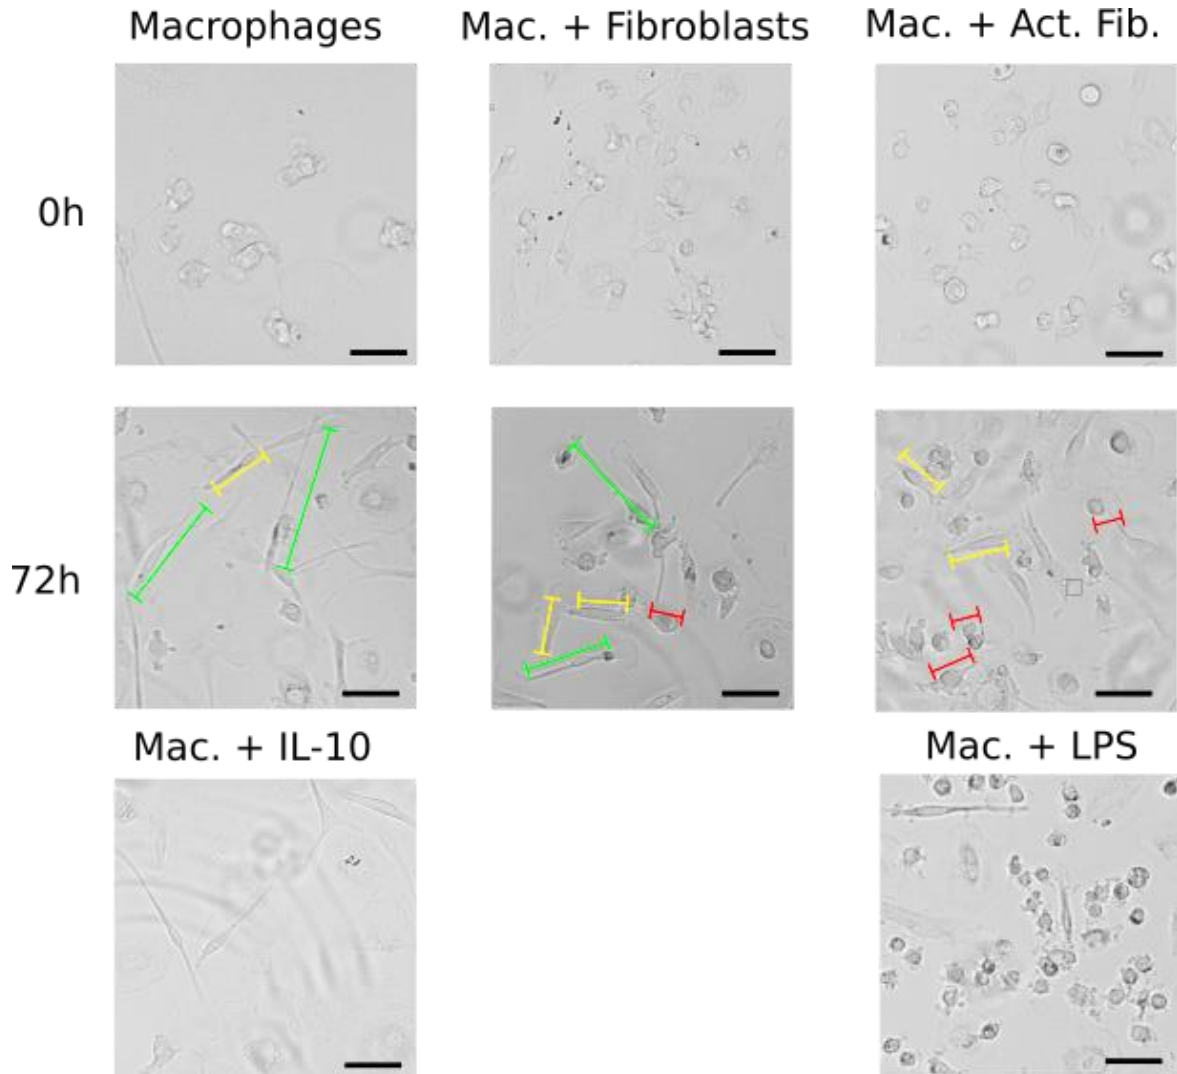 Macrophages
Mac. + Fibroblasts
Mac. + Act. Fib.
0h
72h
Mac. + IL-10
Mac. + LPS